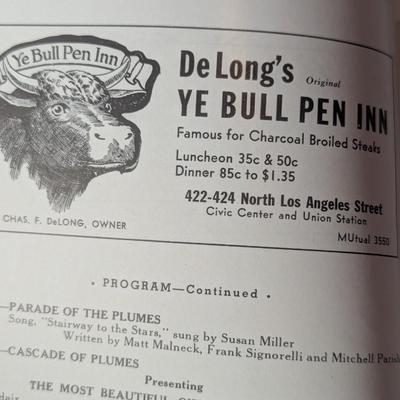 Ye Bull Pen Inn
DeLong's Original
YE BULL PEN INN
Famous for Charcoal Broiled Steaks
Luncheon 35c & 50c
Dinner 85c to $1.35
422-424 North Los Angeles Street
Civic Center and Union Station
CHAS. F. DeLONG, OWNER
MUtual 3550
• PROGRAM—Continued •
—PARADE OF THE PLUMES
Song, "Stairway to the Stars," sung by Susan Miller
Written by Matt Malneck, Frank Signorelli and Mitchell Parish
—CASCADE OF PLUMES
Presenting
THE MOST BEAUTIFUL